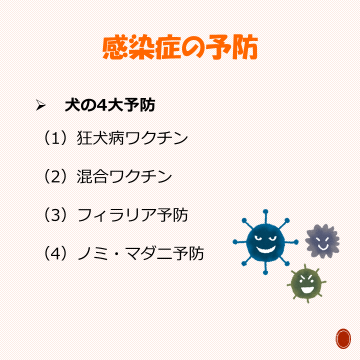 感染症の予防
➢ 犬の4大予防
（1）狂犬病ワクチン
（2）混合ワクチン
（3）フィラリア予防
（4）ノミ・マダニ予防